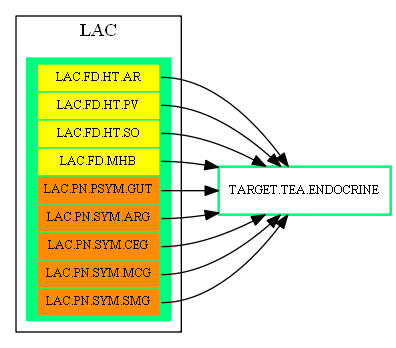 LAC
LAC.FD.HT.AR
LAC.FD.HT.PV
LAC.FD.HT.SO
LAC.FD.MHB
LAC.PN.PSYM.GUT
LAC.PN.SYM.ARG
LAC.PN.SYM.CEG
LAC.PN.SYM.MCG
LAC.PN.SYM.SMG
TARGET.TEA.ENDOCRINE